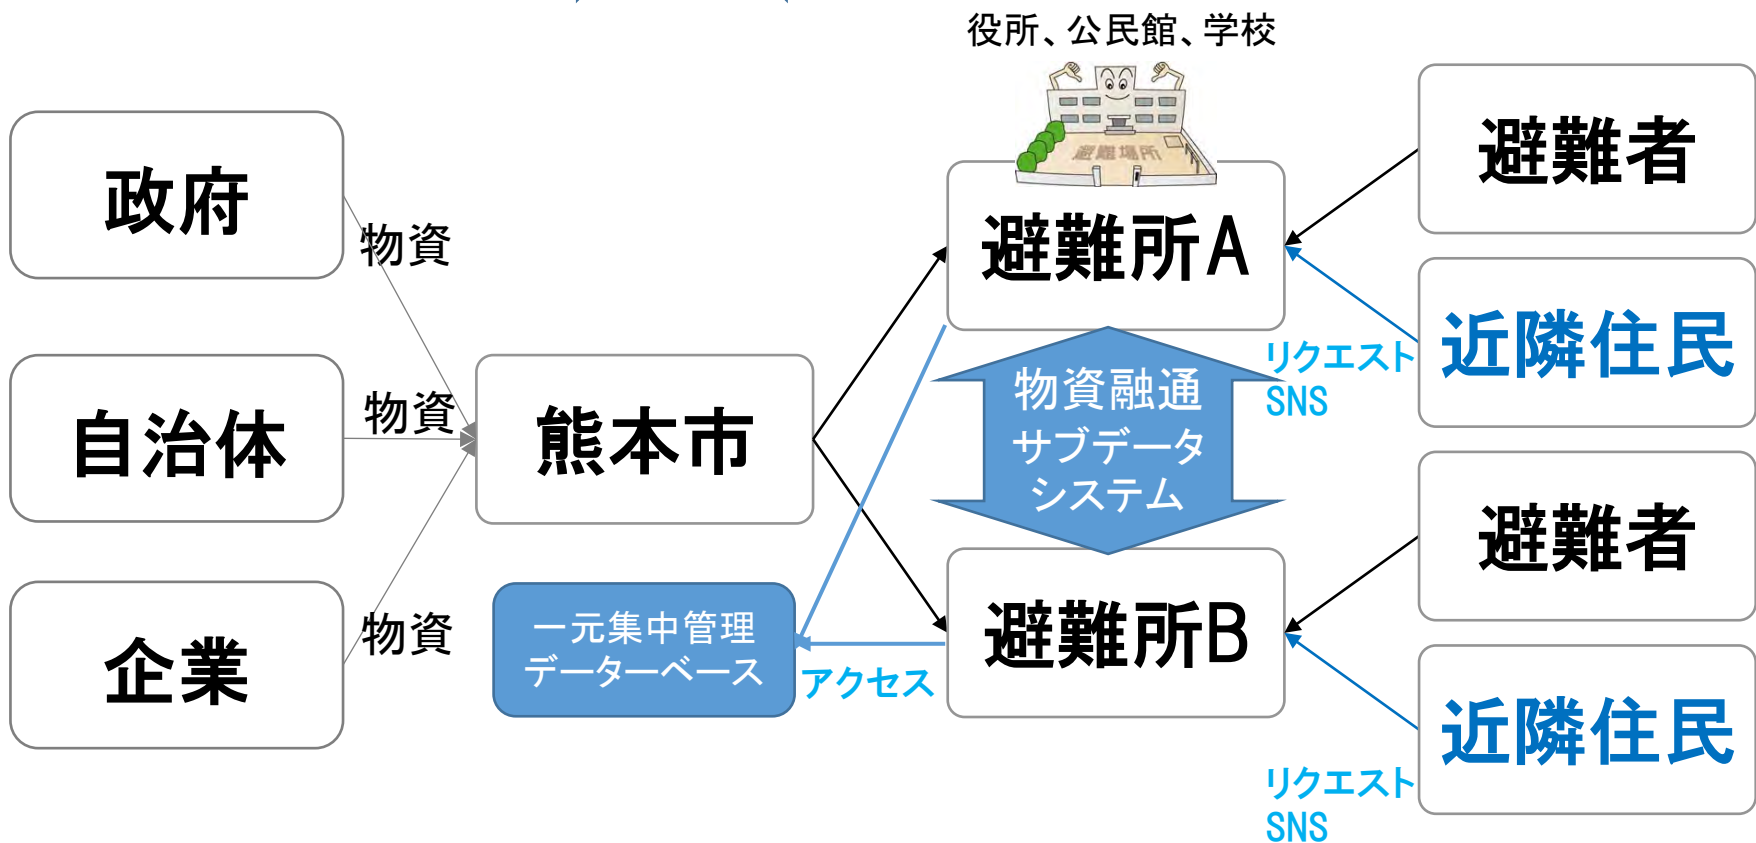 役所、公民館、学校
避難場所
政府
物資
自治体
物資
企業
物資
熊本市
一元集中管理
データーベース
アクセス
避難所A
物資融通
サブデータ
システム
避難所B
避難者
近隣住民
リクエスト
SNS
避難者
近隣住民
リクエスト
SNS